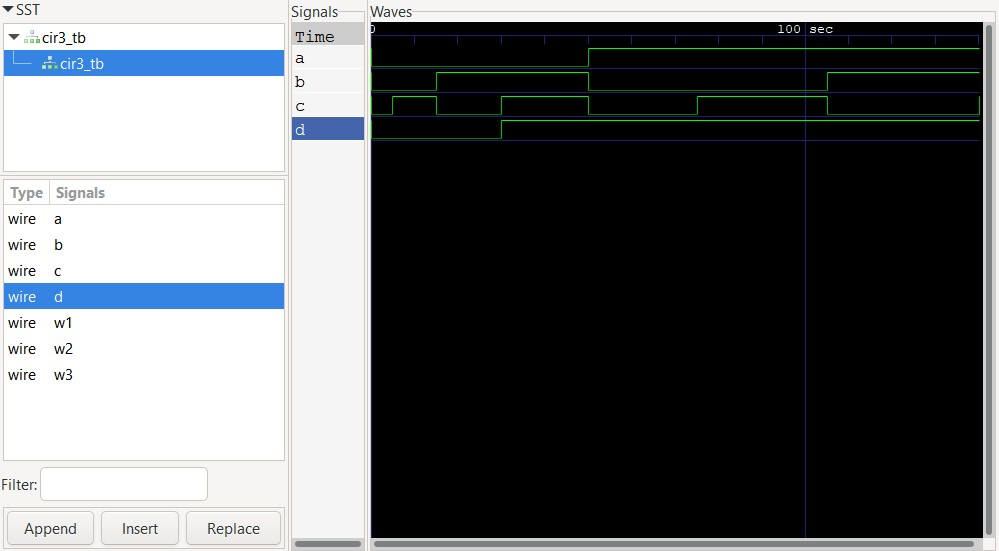 SST
cir3_tb
cir3_tb
Type Signals
wire a
wire b
wire c
wire d
wire w1
wire w2
wire w3
Filter:
Append Insert Replace
Signals
Time
a
b
c
d
Waves
0 100 sec